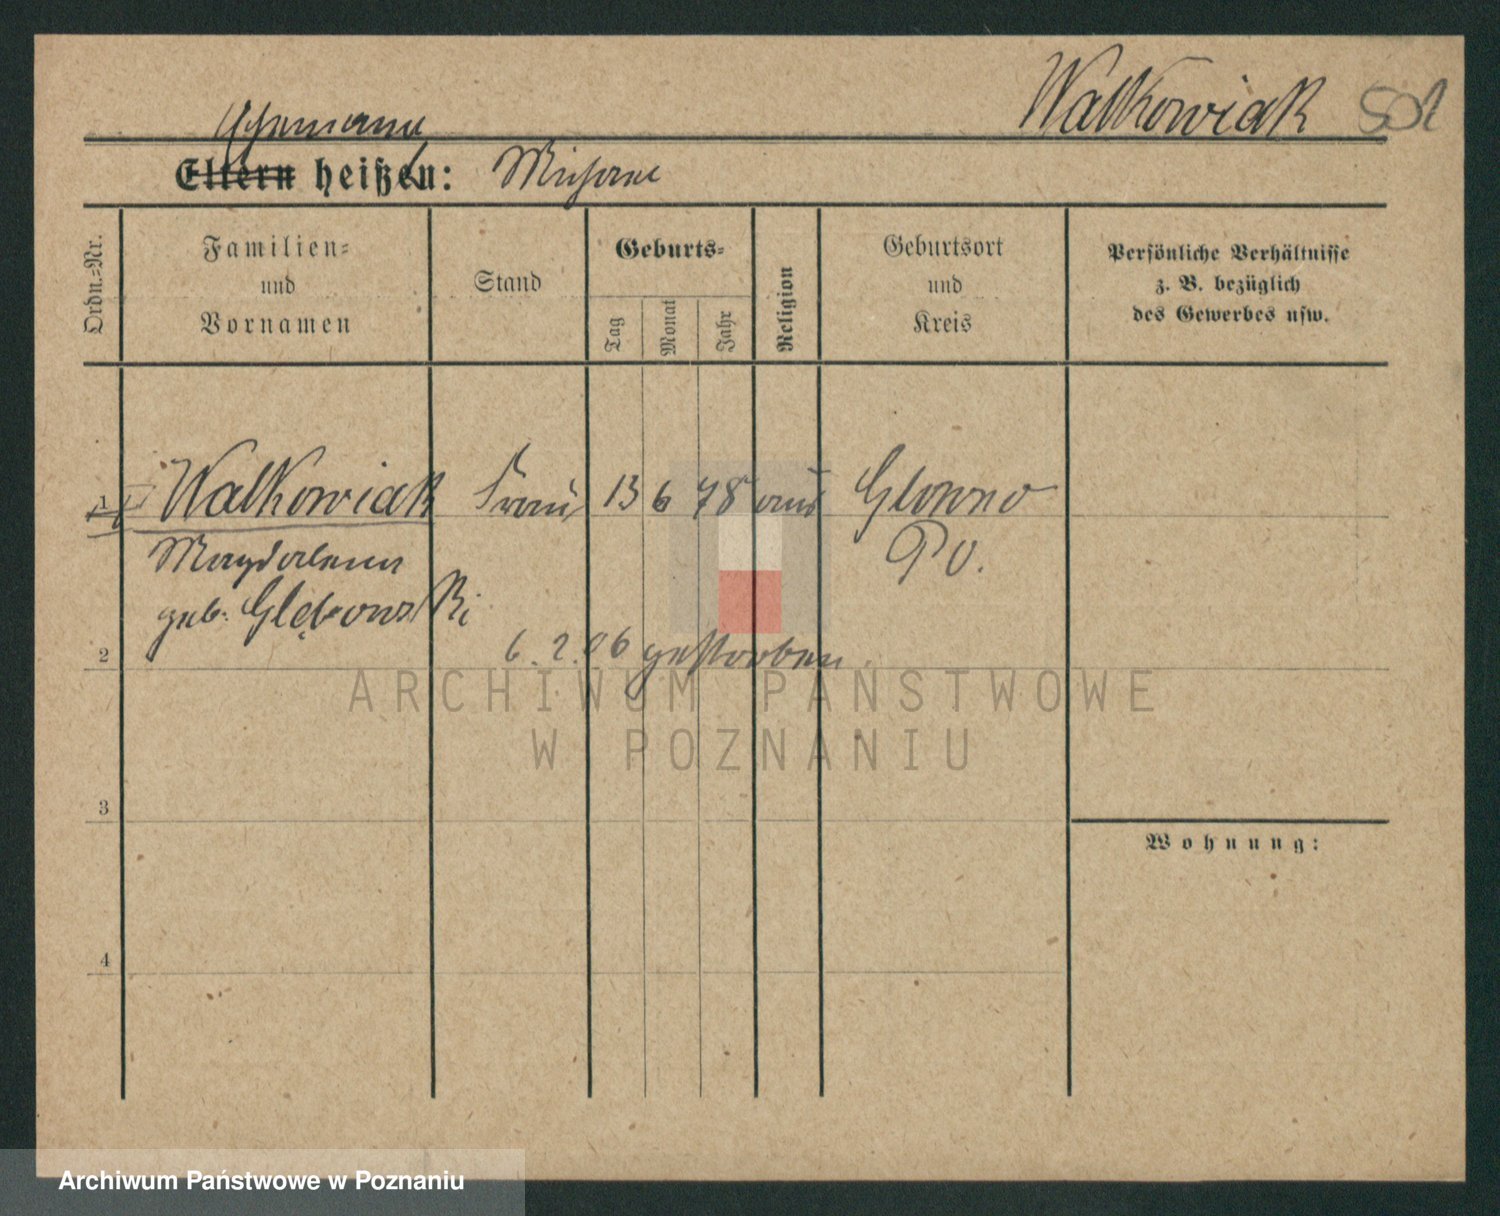 Walkowiak 501
Ehemann
Eltern heißen: Michael
Ordn.-Nr.
Familien-
und
Vornamen
Stand
Geburts-
Tag
Monat
Jahr
Religion
Geburtsort
und
Kreis
Persönliche Verhältnisse
z. B. bezüglich
des Gewerbes usw.
1 Walkowiak Frau 13 6 78 Glowno
Magdalena
Po.
geb. Głębowski
6. 2. 06 gestorben.
2
ARCHIWUM PAŃSTWOWE
W POZNANIU
3
Wohnung:
4
Archiwum Państwowe w Poznaniu